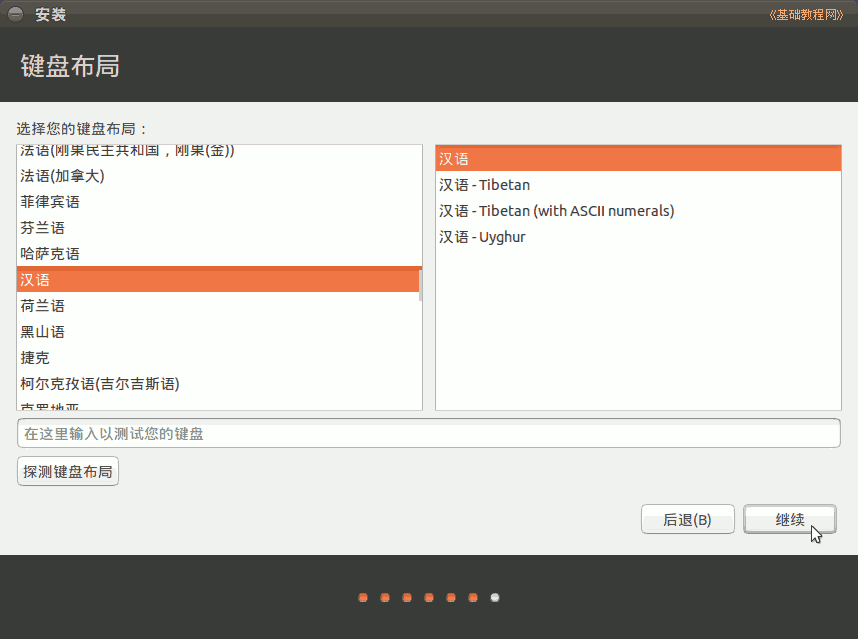 安装
《基础教程网》
键盘布局
选择您的键盘布局：
法语(刚果民主共和国，刚果(金))
法语(加拿大)
菲律宾语
芬兰语
哈萨克语
汉语
荷兰语
黑山语
捷克
柯尔克孜语(吉尔吉斯语)
克罗地亚
汉语
汉语 - Tibetan
汉语 - Tibetan (with ASCII numerals)
汉语 - Uyghur
在这里输入以测试您的键盘
探测键盘布局
后退(B)
继续